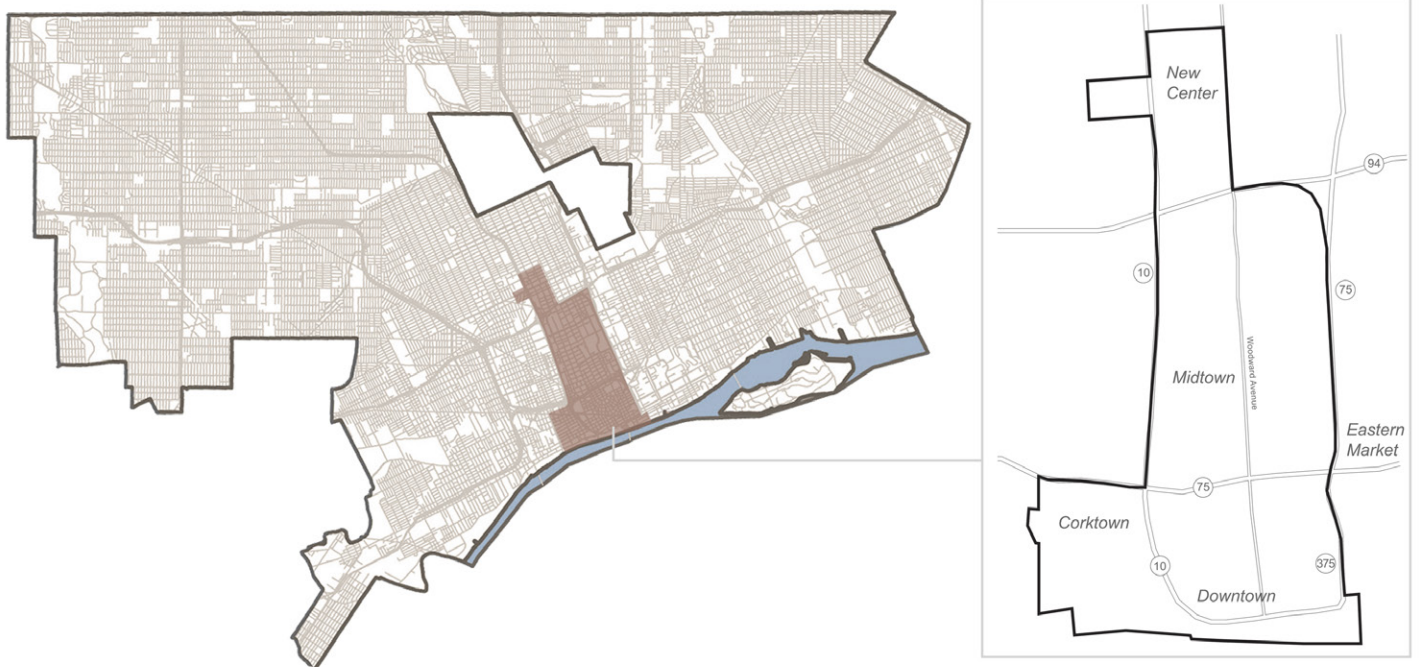 New
Center
94
10
75
Woodward Avenue
Midtown
Eastern
Market
75
Corktown
10
375
Downtown